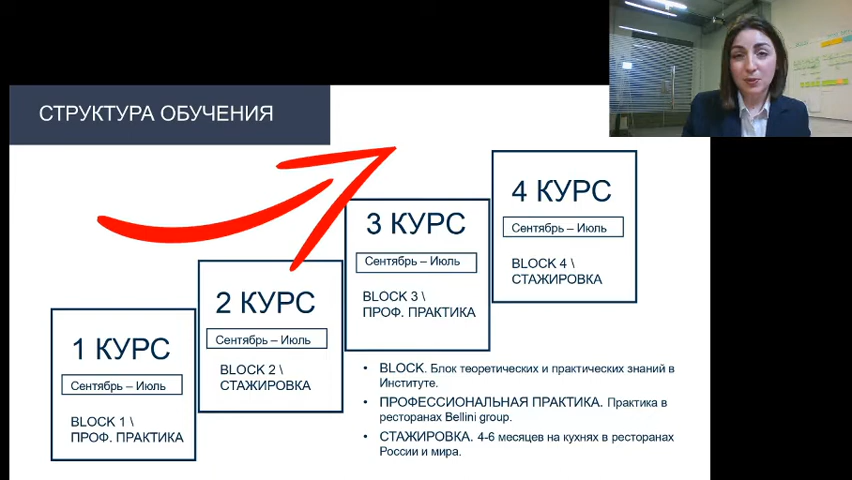 СТРУКТУРА ОБУЧЕНИЯ
1 КУРС
Сентябрь – Июль
BLOCK 1 \
ПРОФ. ПРАКТИКА
2 КУРС
Сентябрь – Июль
BLOCK 2 \
СТАЖИРОВКА
3 КУРС
Сентябрь – Июль
BLOCK 3 \
ПРОФ. ПРАКТИКА
4 КУРС
Сентябрь – Июль
BLOCK 4 \
СТАЖИРОВКА
• BLOCK. Блок теоретических и практических знаний в
Институте.
• ПРОФЕССИОНАЛЬНАЯ ПРАКТИКА. Практика в
ресторанах Bellini group.
• СТАЖИРОВКА. 4-6 месяцев на кухнях в ресторанах
России и мира.